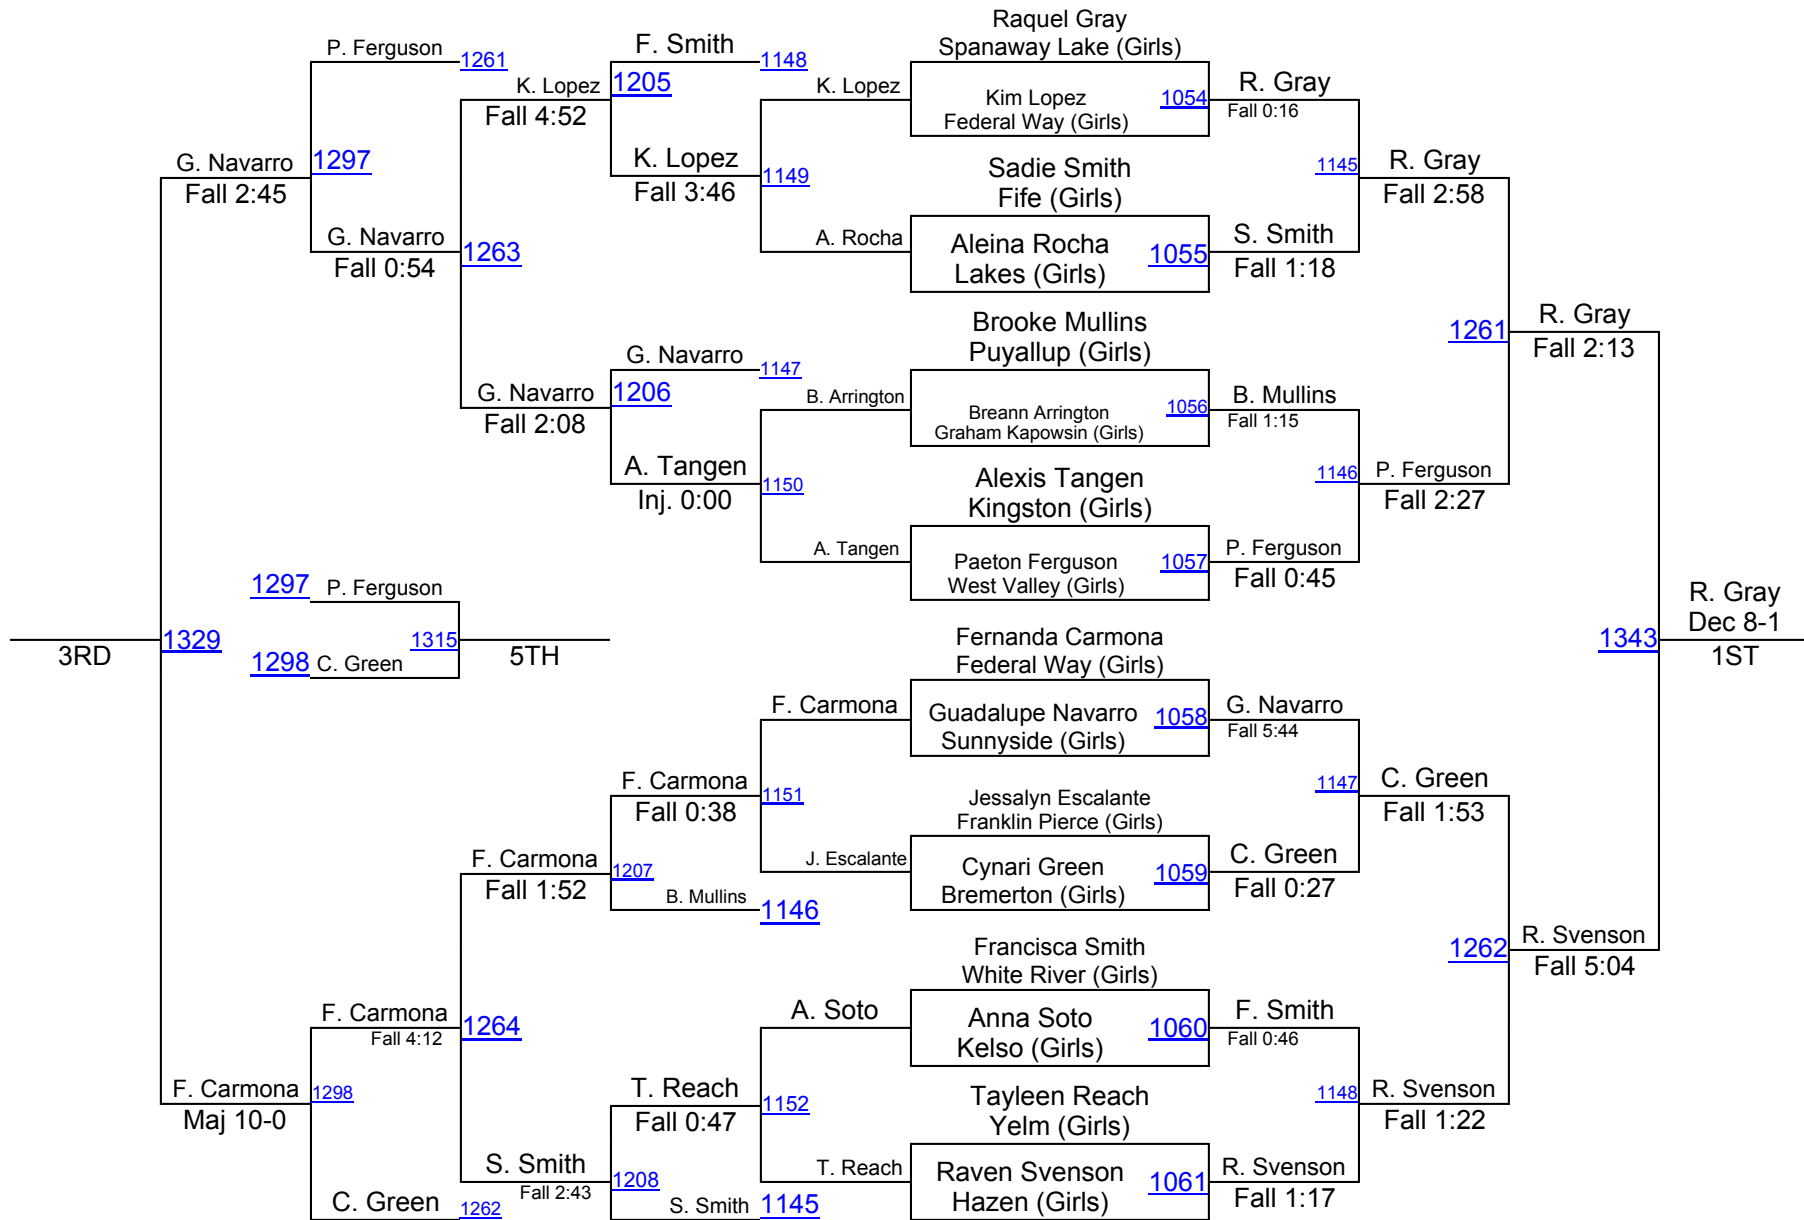 Raquel Gray
Spanaway Lake (Girls)
P. Ferguson
1261
F. Smith
1148
K. Lopez
1205
Fall 4:52
K. Lopez
Kim Lopez
Federal Way (Girls)
1054
R. Gray
Fall 0:16
G. Navarro
1297
Fall 2:45
K. Lopez
Fall 3:46
1149
Sadie Smith
Fife (Girls)
1145
R. Gray
Fall 2:58
G. Navarro
Fall 0:54
1263
A. Rocha
Aleina Rocha
Lakes (Girls)
1055
S. Smith
Fall 1:18
Brooke Mullins
Puyallup (Girls)
1261
R. Gray
Fall 2:13
G. Navarro
1147
G. Navarro
1206
Fall 2:08
B. Arrington
Breann Arrington
Graham Kapowsin (Girls)
1056
B. Mullins
Fall 1:15
A. Tangen
Inj. 0:00
1150
Alexis Tangen
Kingston (Girls)
1146
P. Ferguson
Fall 2:27
A. Tangen
Paeton Ferguson
West Valley (Girls)
1057
P. Ferguson
Fall 0:45
1297
P. Ferguson
3RD
1329
1298
C. Green
1315
5TH
Fernanda Carmona
Federal Way (Girls)
1343
R. Gray
Dec 8-1
1ST
F. Carmona
Guadalupe Navarro
Sunnyside (Girls)
1058
G. Navarro
Fall 5:44
F. Carmona
Fall 0:38
1151
Jessalyn Escalante
Franklin Pierce (Girls)
1147
C. Green
Fall 1:53
F. Carmona
Fall 1:52
1207
B. Mullins
1146
J. Escalante
Cynari Green
Bremerton (Girls)
1059
C. Green
Fall 0:27
Francisca Smith
White River (Girls)
1262
R. Svenson
Fall 5:04
F. Carmona
Fall 4:12
1264
A. Soto
Anna Soto
Kelso (Girls)
1060
F. Smith
Fall 0:46
F. Carmona
Maj 10-0
1298
T. Reach
Fall 0:47
1152
Tayleen Reach
Yelm (Girls)
1148
R. Svenson
Fall 1:22
S. Smith
Fall 2:43
1208
T. Reach
Raven Svenson
Hazen (Girls)
1061
R. Svenson
Fall 1:17
C. Green
1262
S. Smith
1145